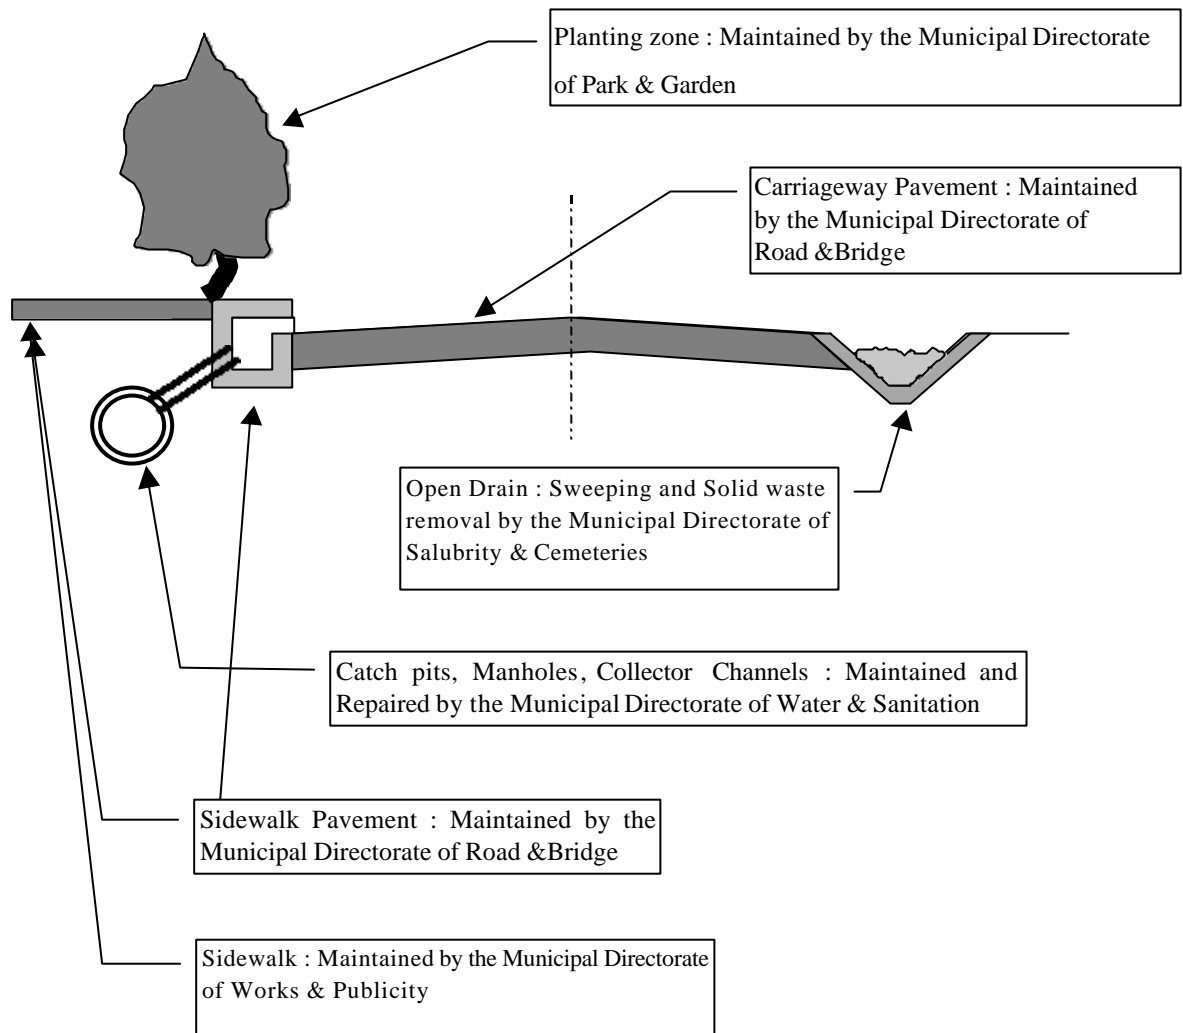 Planting zone : Maintained by the Municipal Directorate
of Park & Garden
Carriageway Pavement : Maintained
by the Municipal Directorate of
Road &Bridge
Open Drain : Sweeping and Solid waste
removal by the Municipal Directorate of
Salubrity & Cemeteries
Catch pits, Manholes, Collector Channels : Maintained and
Repaired by the Municipal Directorate of Water & Sanitation
Sidewalk Pavement : Maintained by the
Municipal Directorate of Road &Bridge
Sidewalk : Maintained by the Municipal Directorate
of Works & Publicity